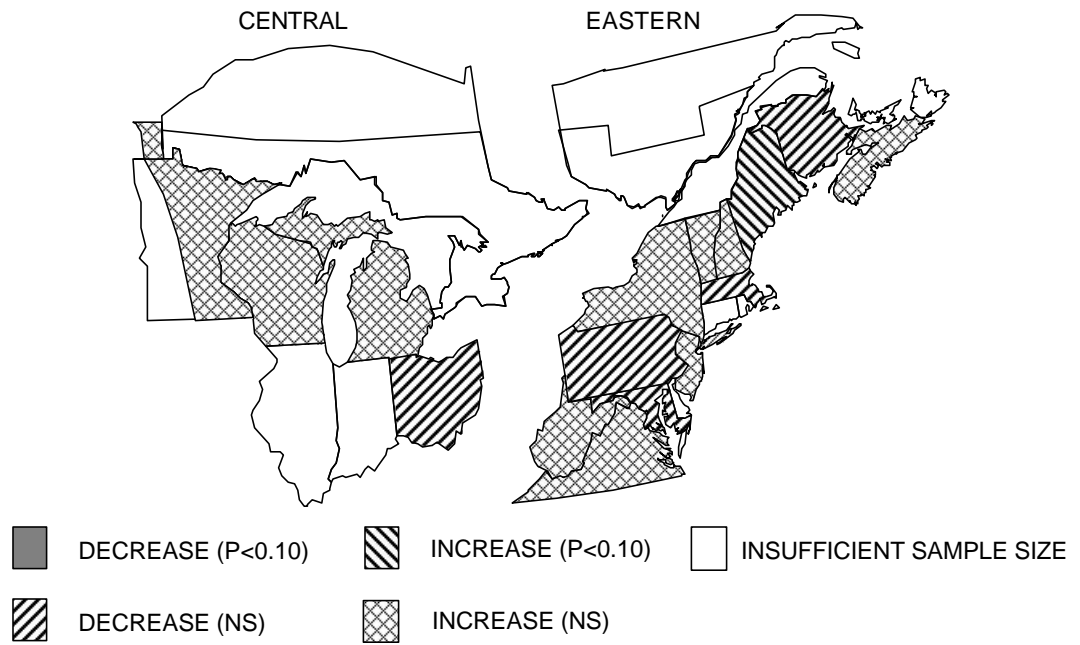 CENTRAL
EASTERN
DECREASE (P<0.10)
INCREASE (P<0.10)
INSUFFICIENT SAMPLE SIZE
DECREASE (NS)
INCREASE (NS)